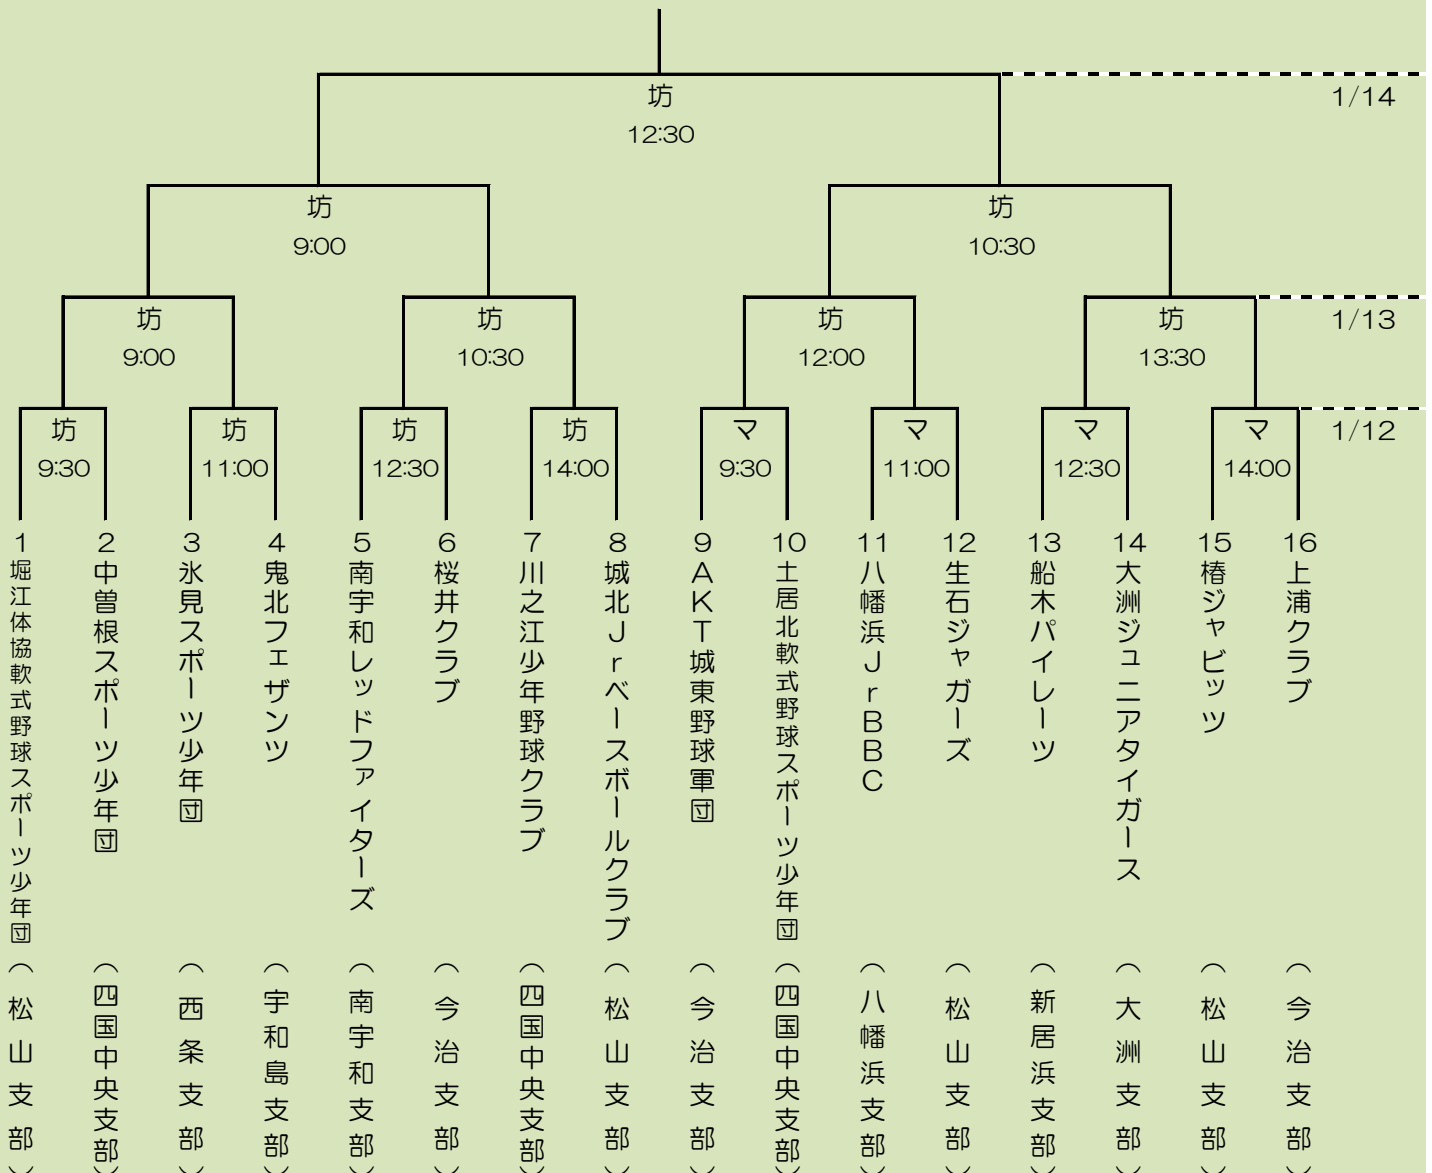 坊
12:30
1/14
坊
9:00
坊
10:30
坊
9:00
坊
10:30
坊
12:00
坊
13:30
1/13
坊
9:30
坊
11:00
坊
12:30
坊
14:00
マ
9:30
マ
11:00
マ
12:30
マ
14:00
1/12
1
堀江体協軟式野球スポーツ少年団
（松山支部）
2
中曽根スポーツ少年団
（四国中央支部）
3
氷見スポーツ少年団
（西条支部）
4
鬼北フェザンツ
（宇和島支部）
5
南宇和レッドファイターズ
（南宇和支部）
6
桜井クラブ
（今治支部）
7
川之江少年野球クラブ
（四国中央支部）
8
城北Jrベースボールクラブ
（松山支部）
9
AKT城東野球軍団
（今治支部）
10
土居北軟式野球スポーツ少年団
（四国中央支部）
11
八幡浜JrBBC
（八幡浜支部）
12
生石ジャガーズ
（松山支部）
13
船木パイレーツ
（新居浜支部）
14
大洲ジュニアタイガース
（大洲支部）
15
椿ジャビッツ
（松山支部）
16
上浦クラブ
（今治支部）